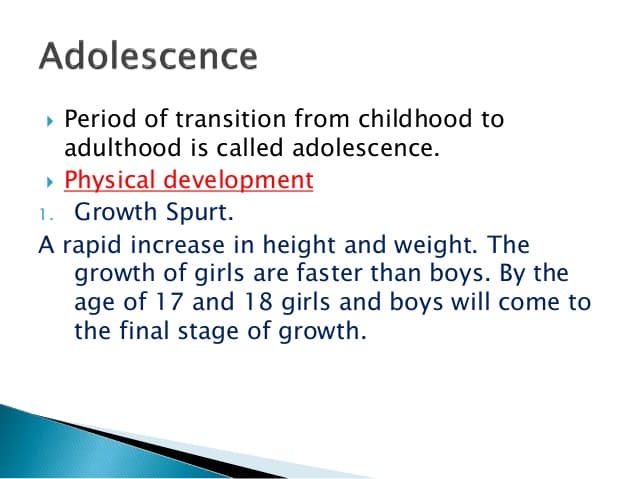 Adolescence
Period of transition from childhood to
adulthood is called adolescence.
Physical development
1. Growth Spurt.
A rapid increase in height and weight. The
growth of girls are faster than boys. By the
age of 17 and 18 girls and boys will come to
the final stage of growth.